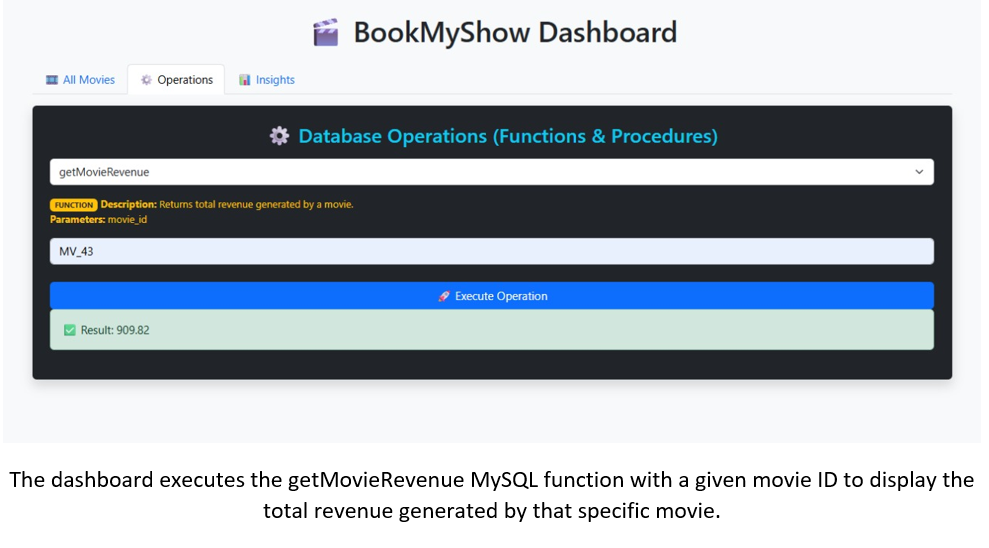 BookMyShow Dashboard
All Movies Operations Insights
Database Operations (Functions & Procedures)
getMovieRevenue
FUNCTION Description: Returns total revenue generated by a movie.
Parameters: movie_id
MV_43
Execute Operation
Result: 909.82
The dashboard executes the getMovieRevenue MySQL function with a given movie ID to display the
total revenue generated by that specific movie.